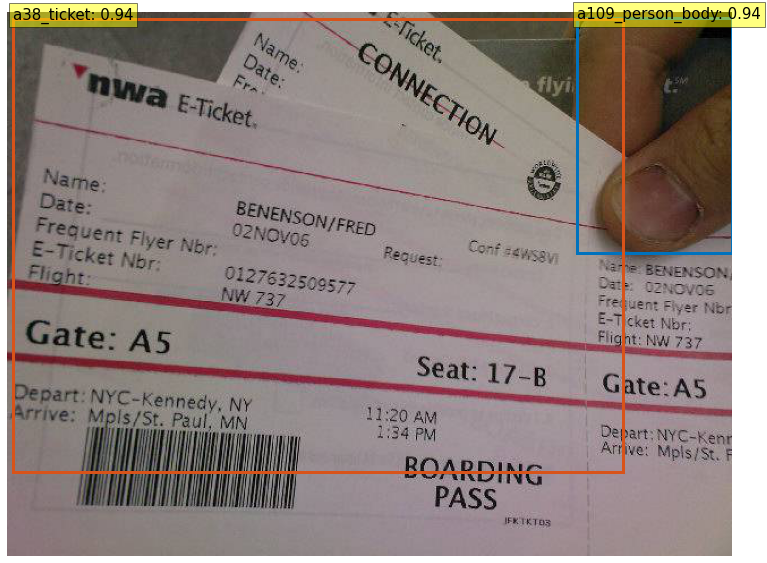 E-Ticket.
Name:
Date:
CONNECTION
flyi
t.℠
nwa E-Ticket.
Name: BENENSON/FRED
Date: 02NOV06
Frequent Flyer Nbr: Request: Conf #4WS8VI
E-Ticket Nbr: 0127632509577
Flight: NW 737
Gate: A5
Seat: 17-B
Depart: NYC-Kennedy, NY 11:20 AM
Arrive: Mpls/St. Paul, MN 1:34 PM
BOARDING
PASS
JFKTKT03
Name: BENENSON/
Date: 02NOV06
Frequent Flyer Nbr
E-Ticket Nbr:
Flight: NW 737
Gate: A5
Depart: NYC-Kenn
Arrive: Mpls/St. P
a38_ticket: 0.94
a109_person_body: 0.94